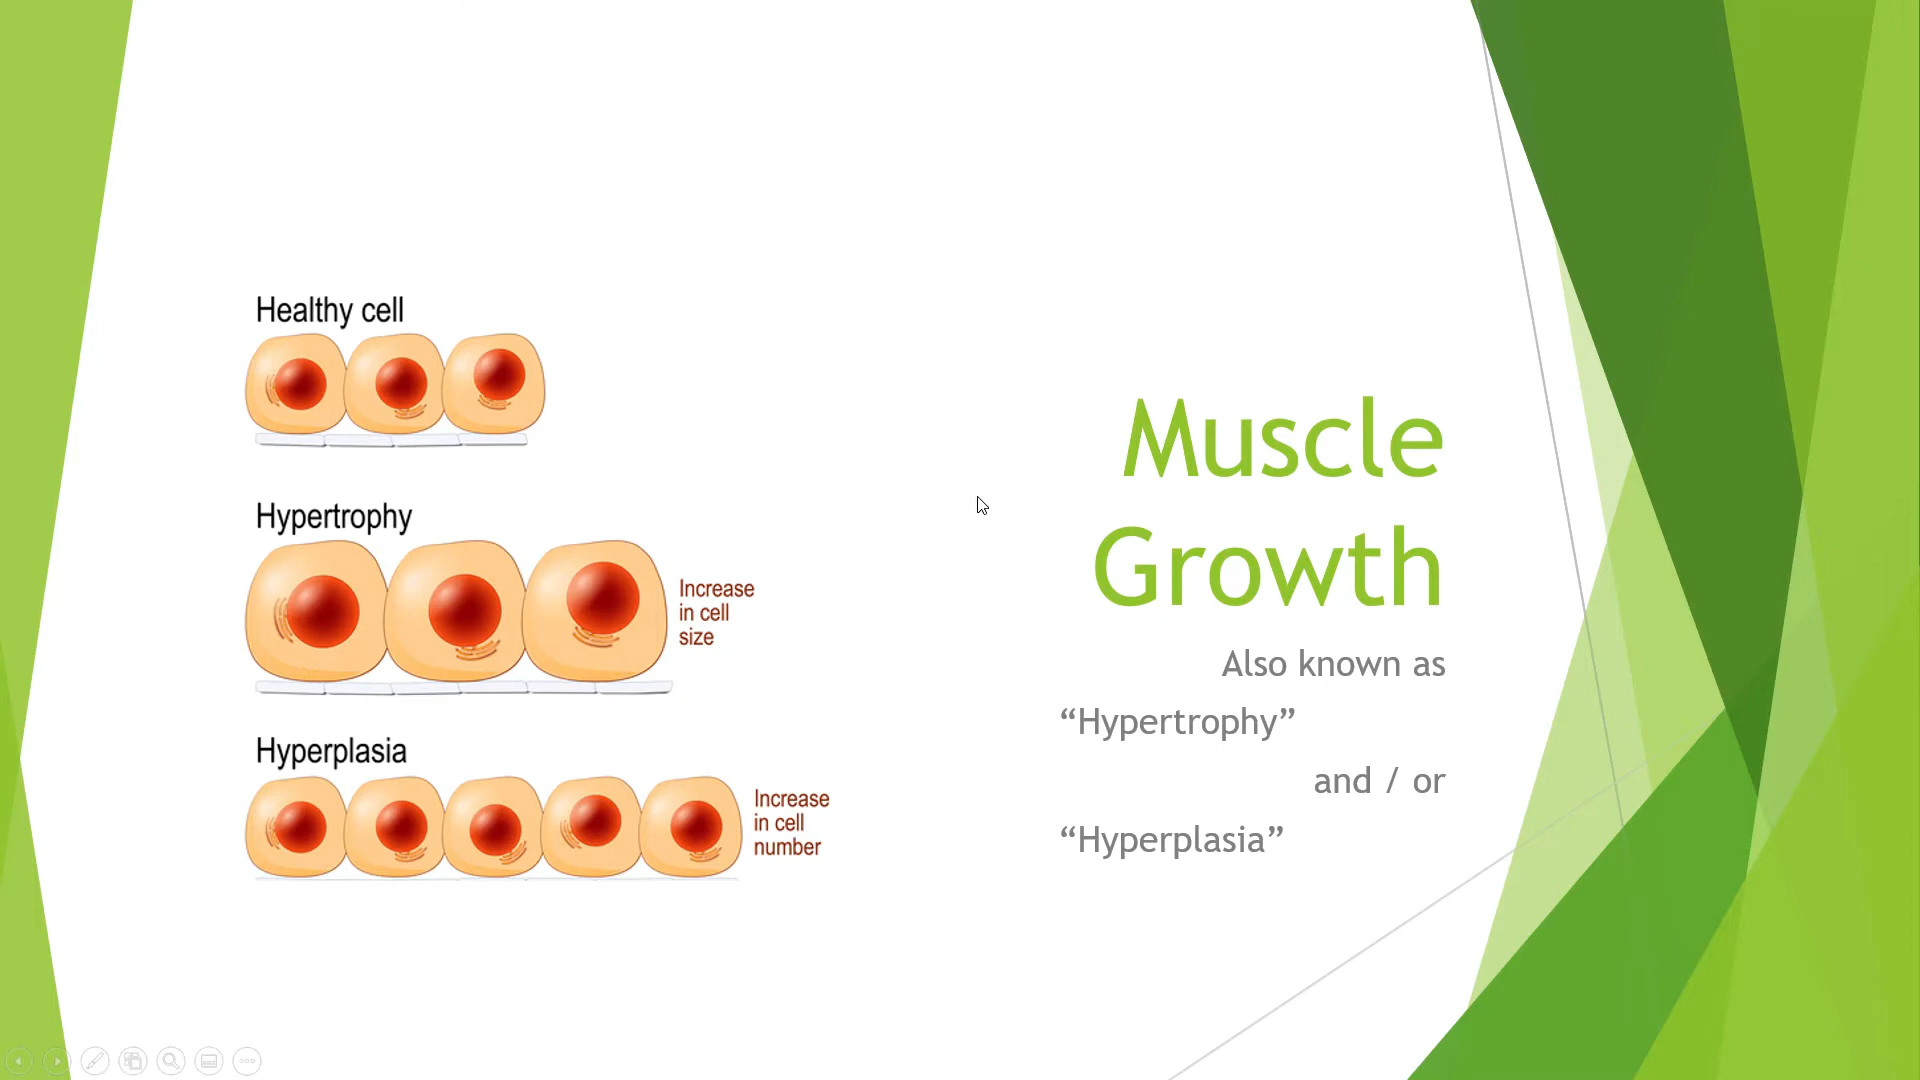 Healthy cell
Hypertrophy
Increase
in cell
size
Hyperplasia
Increase
in cell
number
Muscle
Growth
Also known as
“Hypertrophy”
and / or
“Hyperplasia”